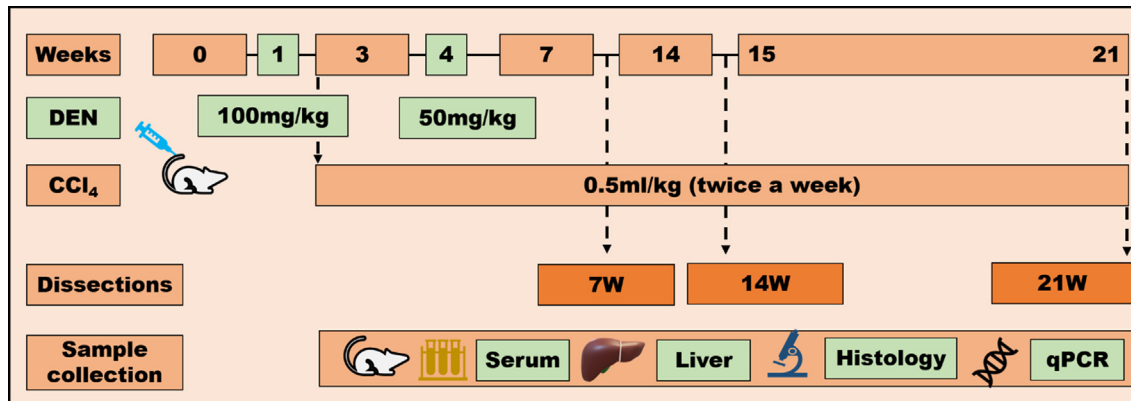 Weeks 0 1 3 4 7 14 15 21
DEN 100mg/kg 50mg/kg
CCl₄ 0.5ml/kg (twice a week)
Dissections 7W 14W 21W
Sample
collection
Serum Liver Histology qPCR